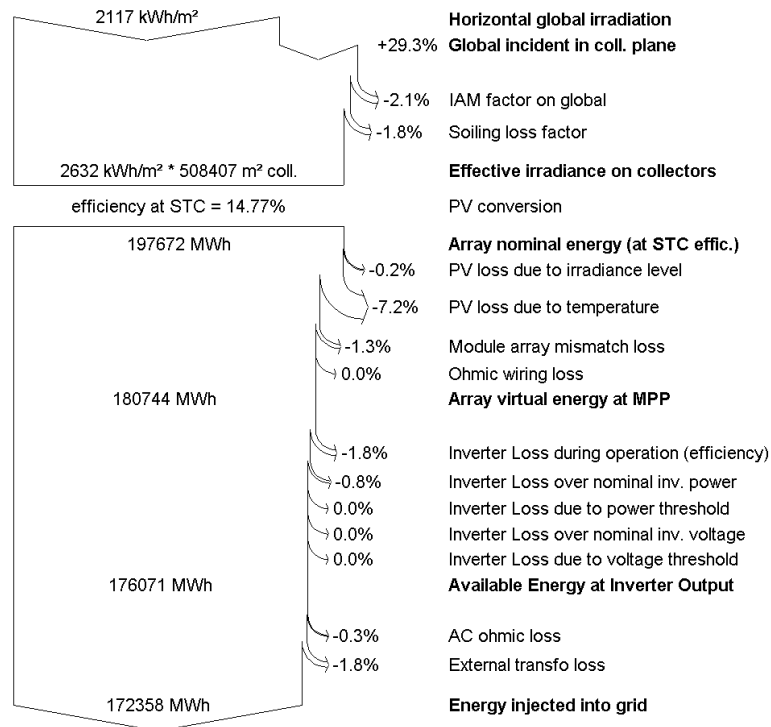 2117 kWh/m² Horizontal global irradiation
+29.3% Global incident in coll. plane
-2.1% IAM factor on global
-1.8% Soiling loss factor
2632 kWh/m² * 508407 m² coll. Effective irradiance on collectors
efficiency at STC = 14.77% PV conversion
197672 MWh Array nominal energy (at STC effic.)
-0.2% PV loss due to irradiance level
-7.2% PV loss due to temperature
-1.3% Module array mismatch loss
0.0% Ohmic wiring loss
180744 MWh Array virtual energy at MPP
-1.8% Inverter Loss during operation (efficiency)
-0.8% Inverter Loss over nominal inv. power
0.0% Inverter Loss due to power threshold
0.0% Inverter Loss over nominal inv. voltage
0.0% Inverter Loss due to voltage threshold
176071 MWh Available Energy at Inverter Output
-0.3% AC ohmic loss
-1.8% External transfo loss
172358 MWh Energy injected into grid